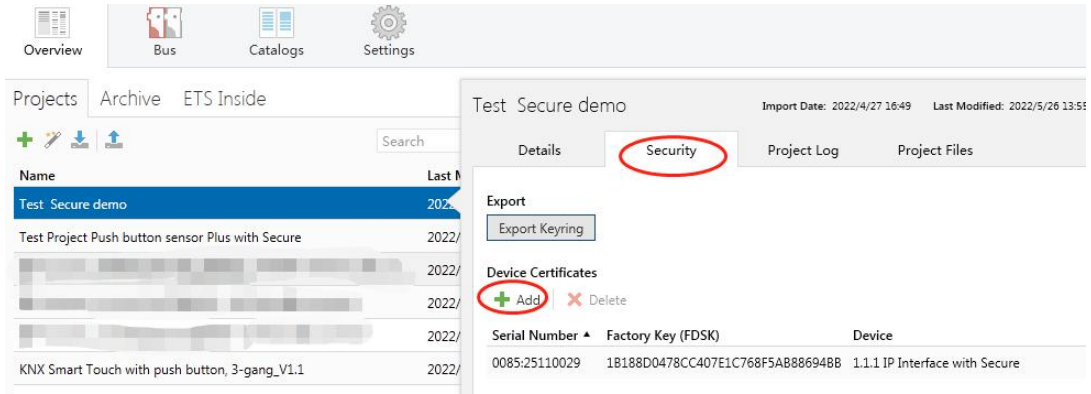 Overview Bus Catalogs Settings
Projects Archive ETS Inside
Search
Name Last M
Test Secure demo 202
Test Project Push button sensor Plus with Secure 2022/
2022/
2022/
2022/
KNX Smart Touch with push button, 3-gang_V1.1 2022/
Test Secure demo Import Date: 2022/4/27 16:49 Last Modified: 2022/5/26 13:55
Details Security Project Log Project Files
Export
Export Keyring
Device Certificates
Add Delete
Serial Number Factory Key (FDSK) Device
0085:25110029 1B188D0478CC407E1C768F5AB88694BB 1.1.1 IP Interface with Secure